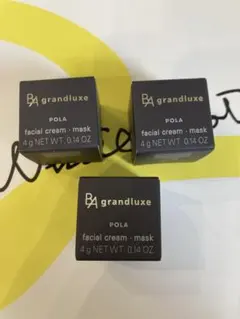 BA grandluxe
POLA
facial cream · mask
4 g NET WT. 0.14 OZ
BA grandluxe
POLA
facial cream · mask
4 g NET WT. 0.14 OZ
BA grandluxe
POLA
facial cream · mask
4 g NET WT. 0.14 OZ